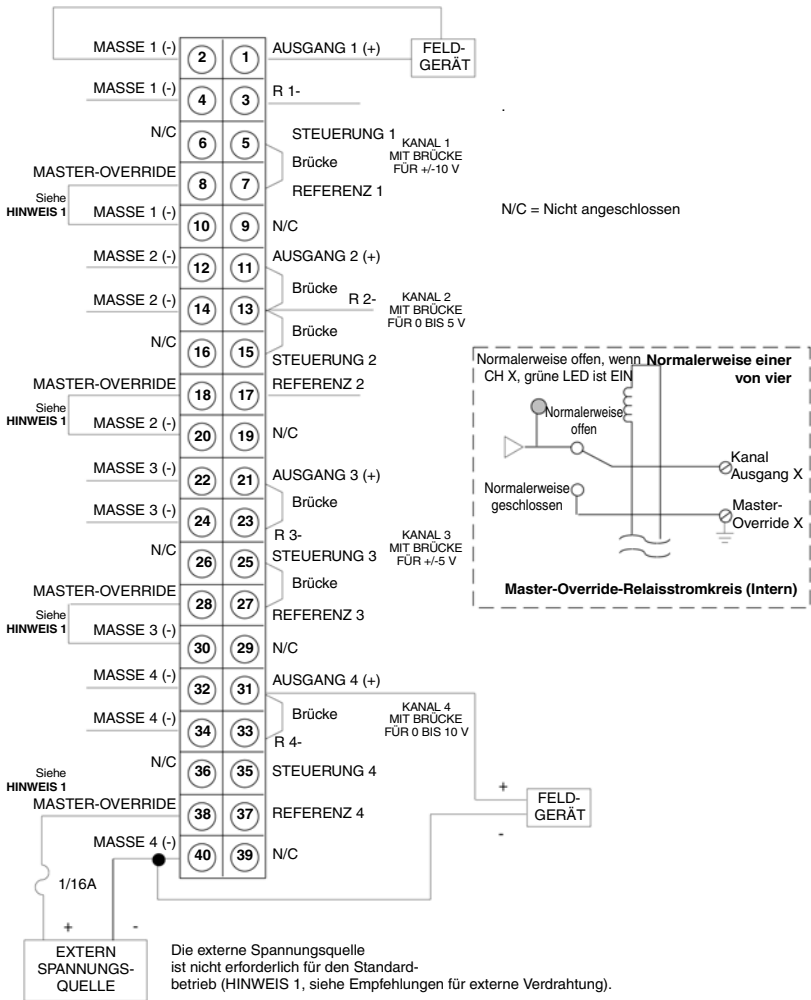 MASSE 1 (-) 2 1 AUSGANG 1 (+)
FELD-
GERÄT
MASSE 1 (-) 4 3 R 1-
N/C 6 5 STEUERUNG 1
Brücke
KANAL 1
MIT BRÜCKE
FÜR +/-10 V
MASTER-OVERRIDE 8 7 REFERENZ 1
Siehe
HINWEIS 1
MASSE 1 (-) 10 9 N/C
N/C = Nicht angeschlossen
MASSE 2 (-) 12 11 AUSGANG 2 (+)
Brücke
MASSE 2 (-) 14 13 R 2-
KANAL 2
MIT BRÜCKE
FÜR 0 BIS 5 V
Brücke
N/C 16 15 STEUERUNG 2
MASTER-OVERRIDE 18 17 REFERENZ 2
Siehe
HINWEIS 1
MASSE 2 (-) 20 19 N/C
MASSE 3 (-) 22 21 AUSGANG 3 (+)
Brücke
MASSE 3 (-) 24 23 R 3-
N/C 26 25 STEUERUNG 3
KANAL 3
MIT BRÜCKE
FÜR +/-5 V
Brücke
MASTER-OVERRIDE 28 27 REFERENZ 3
Siehe
HINWEIS 1
MASSE 3 (-) 30 29 N/C
MASSE 4 (-) 32 31 AUSGANG 4 (+)
Brücke
KANAL 4
MIT BRÜCKE
FÜR 0 BIS 10 V
MASSE 4 (-) 34 33 R 4-
N/C 36 35 STEUERUNG 4
Siehe
HINWEIS 1
MASTER-OVERRIDE 38 37 REFERENZ 4
MASSE 4 (-) 40 39 N/C
+
FELD-
GERÄT
-
1/16A
+ -
EXTERN
SPANNUNGS-
QUELLE
Die externe Spannungsquelle
ist nicht erforderlich für den Standard-
betrieb (HINWEIS 1, siehe Empfehlungen für externe Verdrahtung).
Normalerweise offen, wenn
CH X, grüne LED ist EIN
Normalerweise einer
von vier
Normalerweise
offen
Kanal
Ausgang X
Normalerweise
geschlossen
Master-
Override X
Master-Override-Relaisstromkreis (Intern)